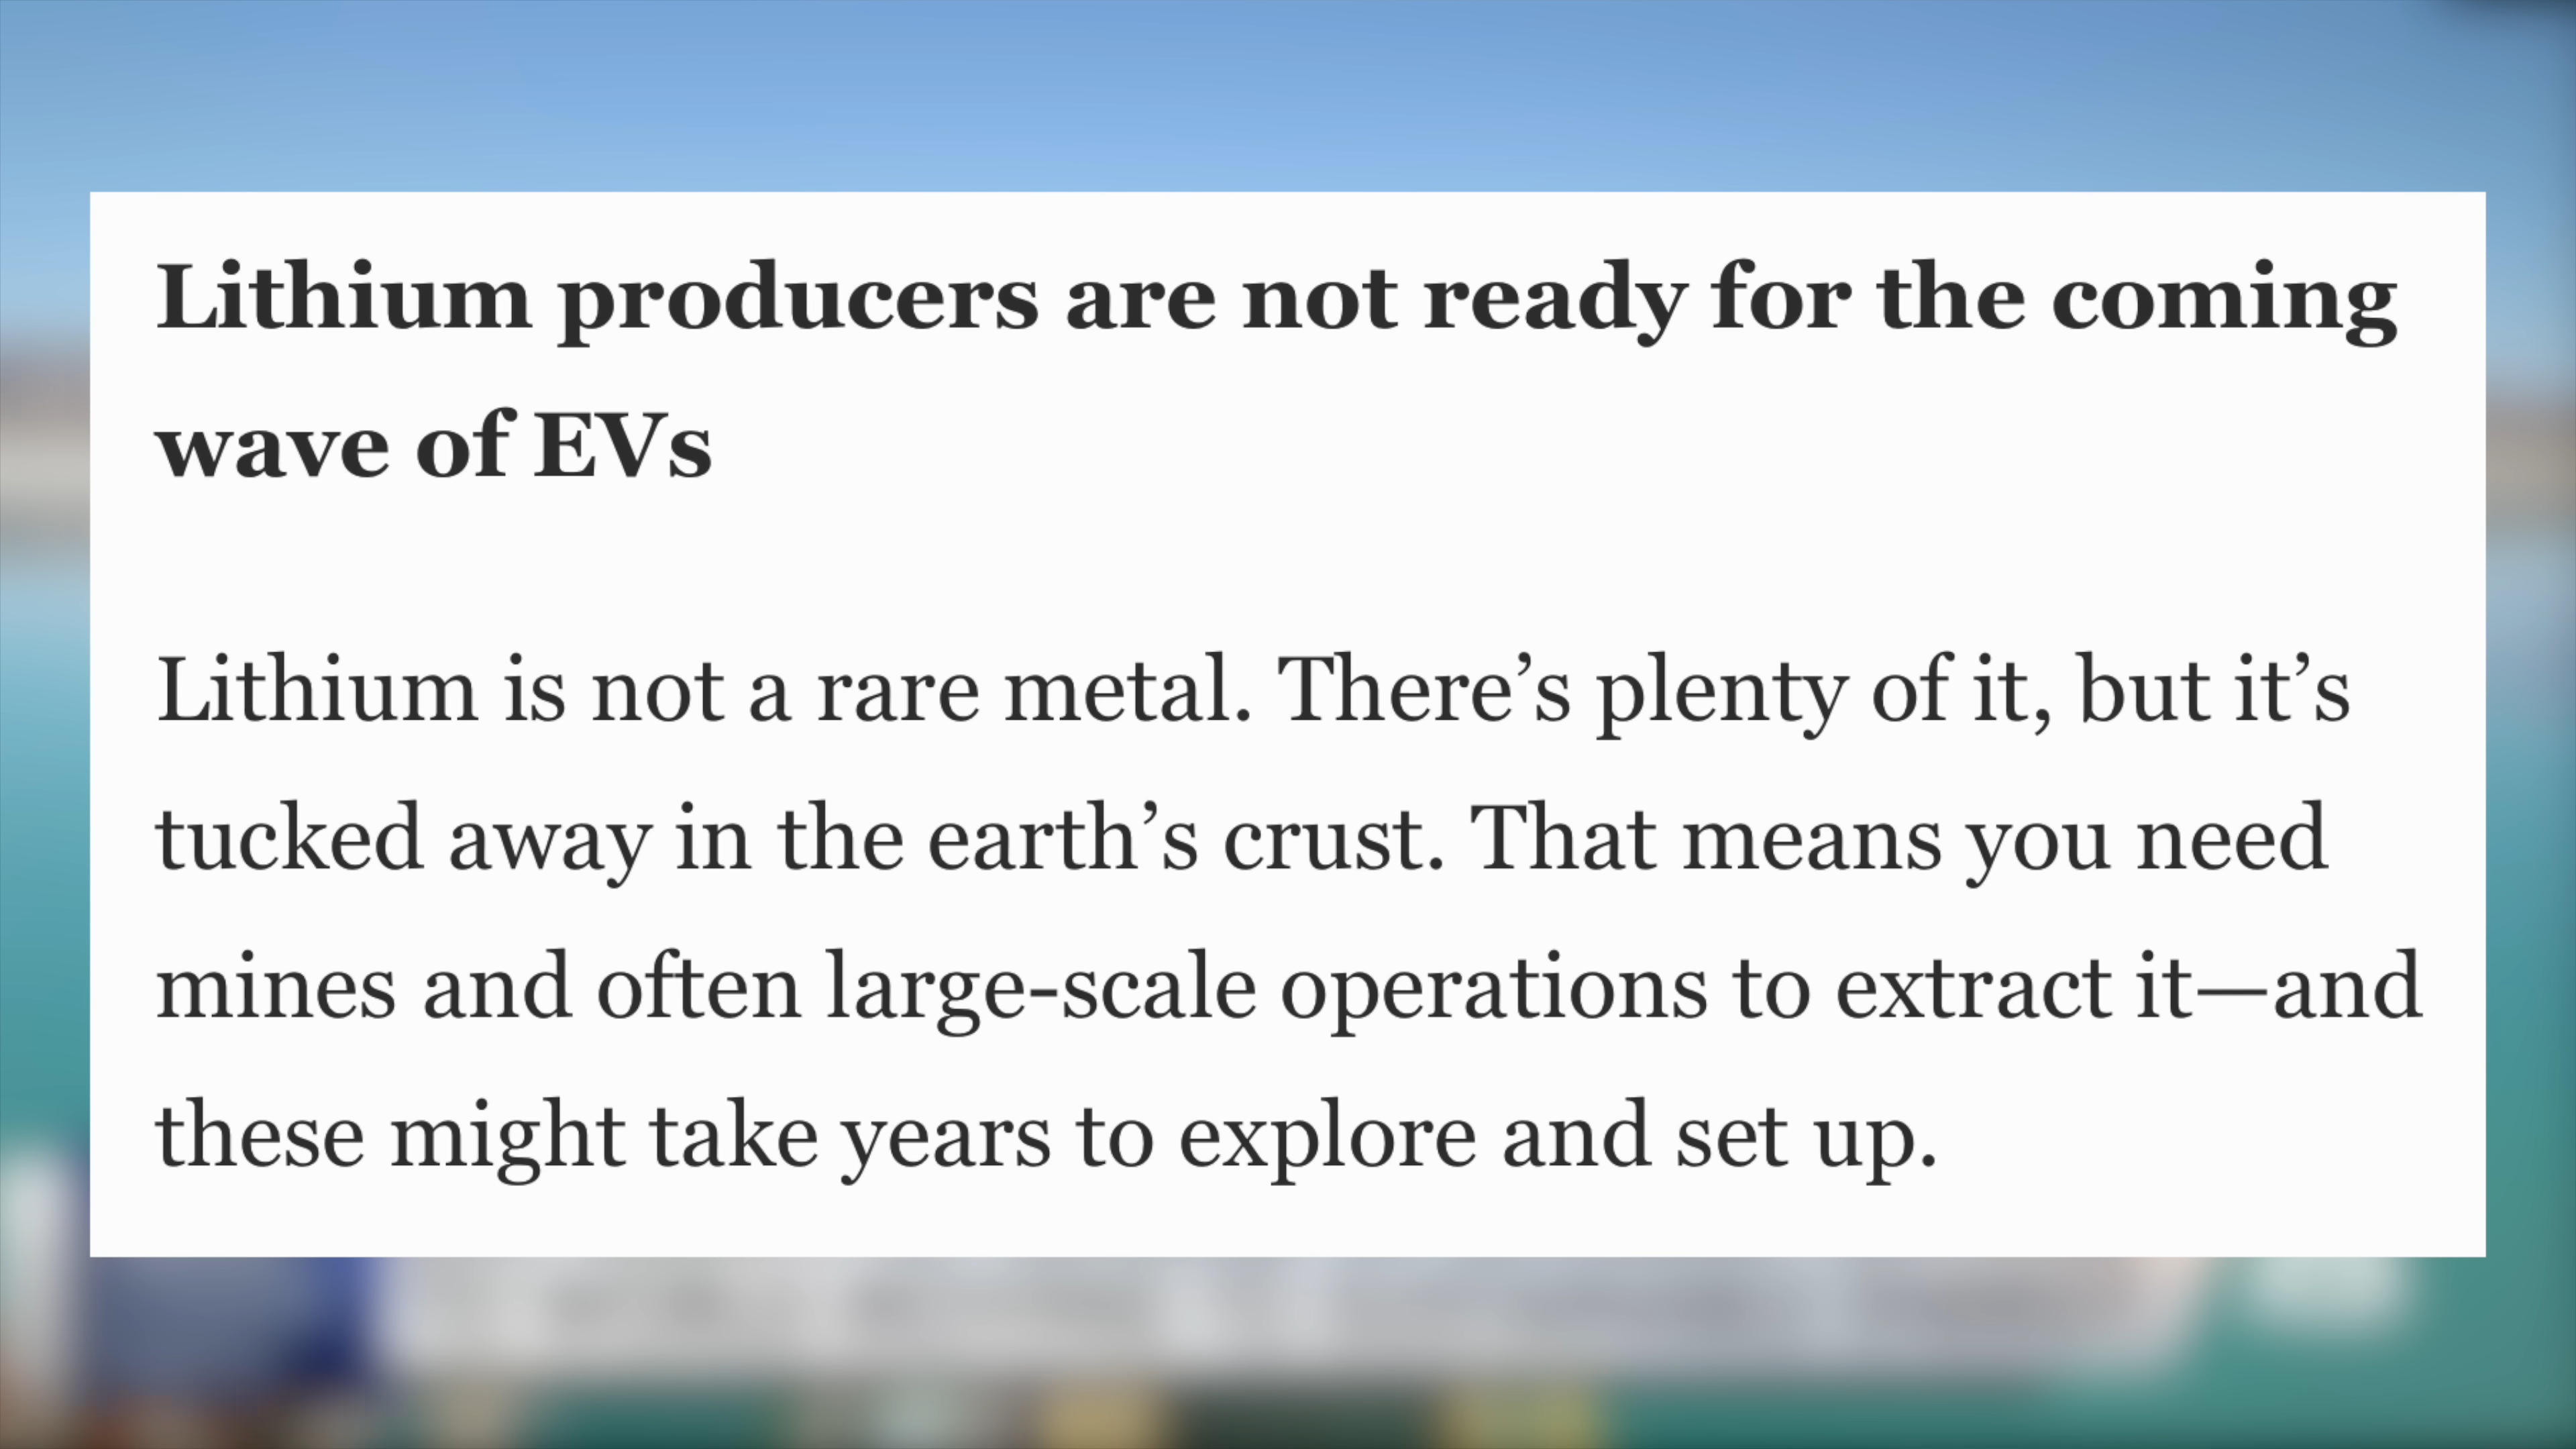 Lithium producers are not ready for the coming
wave of EVs
Lithium is not a rare metal. There’s plenty of it, but it’s
tucked away in the earth’s crust. That means you need
mines and often large-scale operations to extract it—and
these might take years to explore and set up.